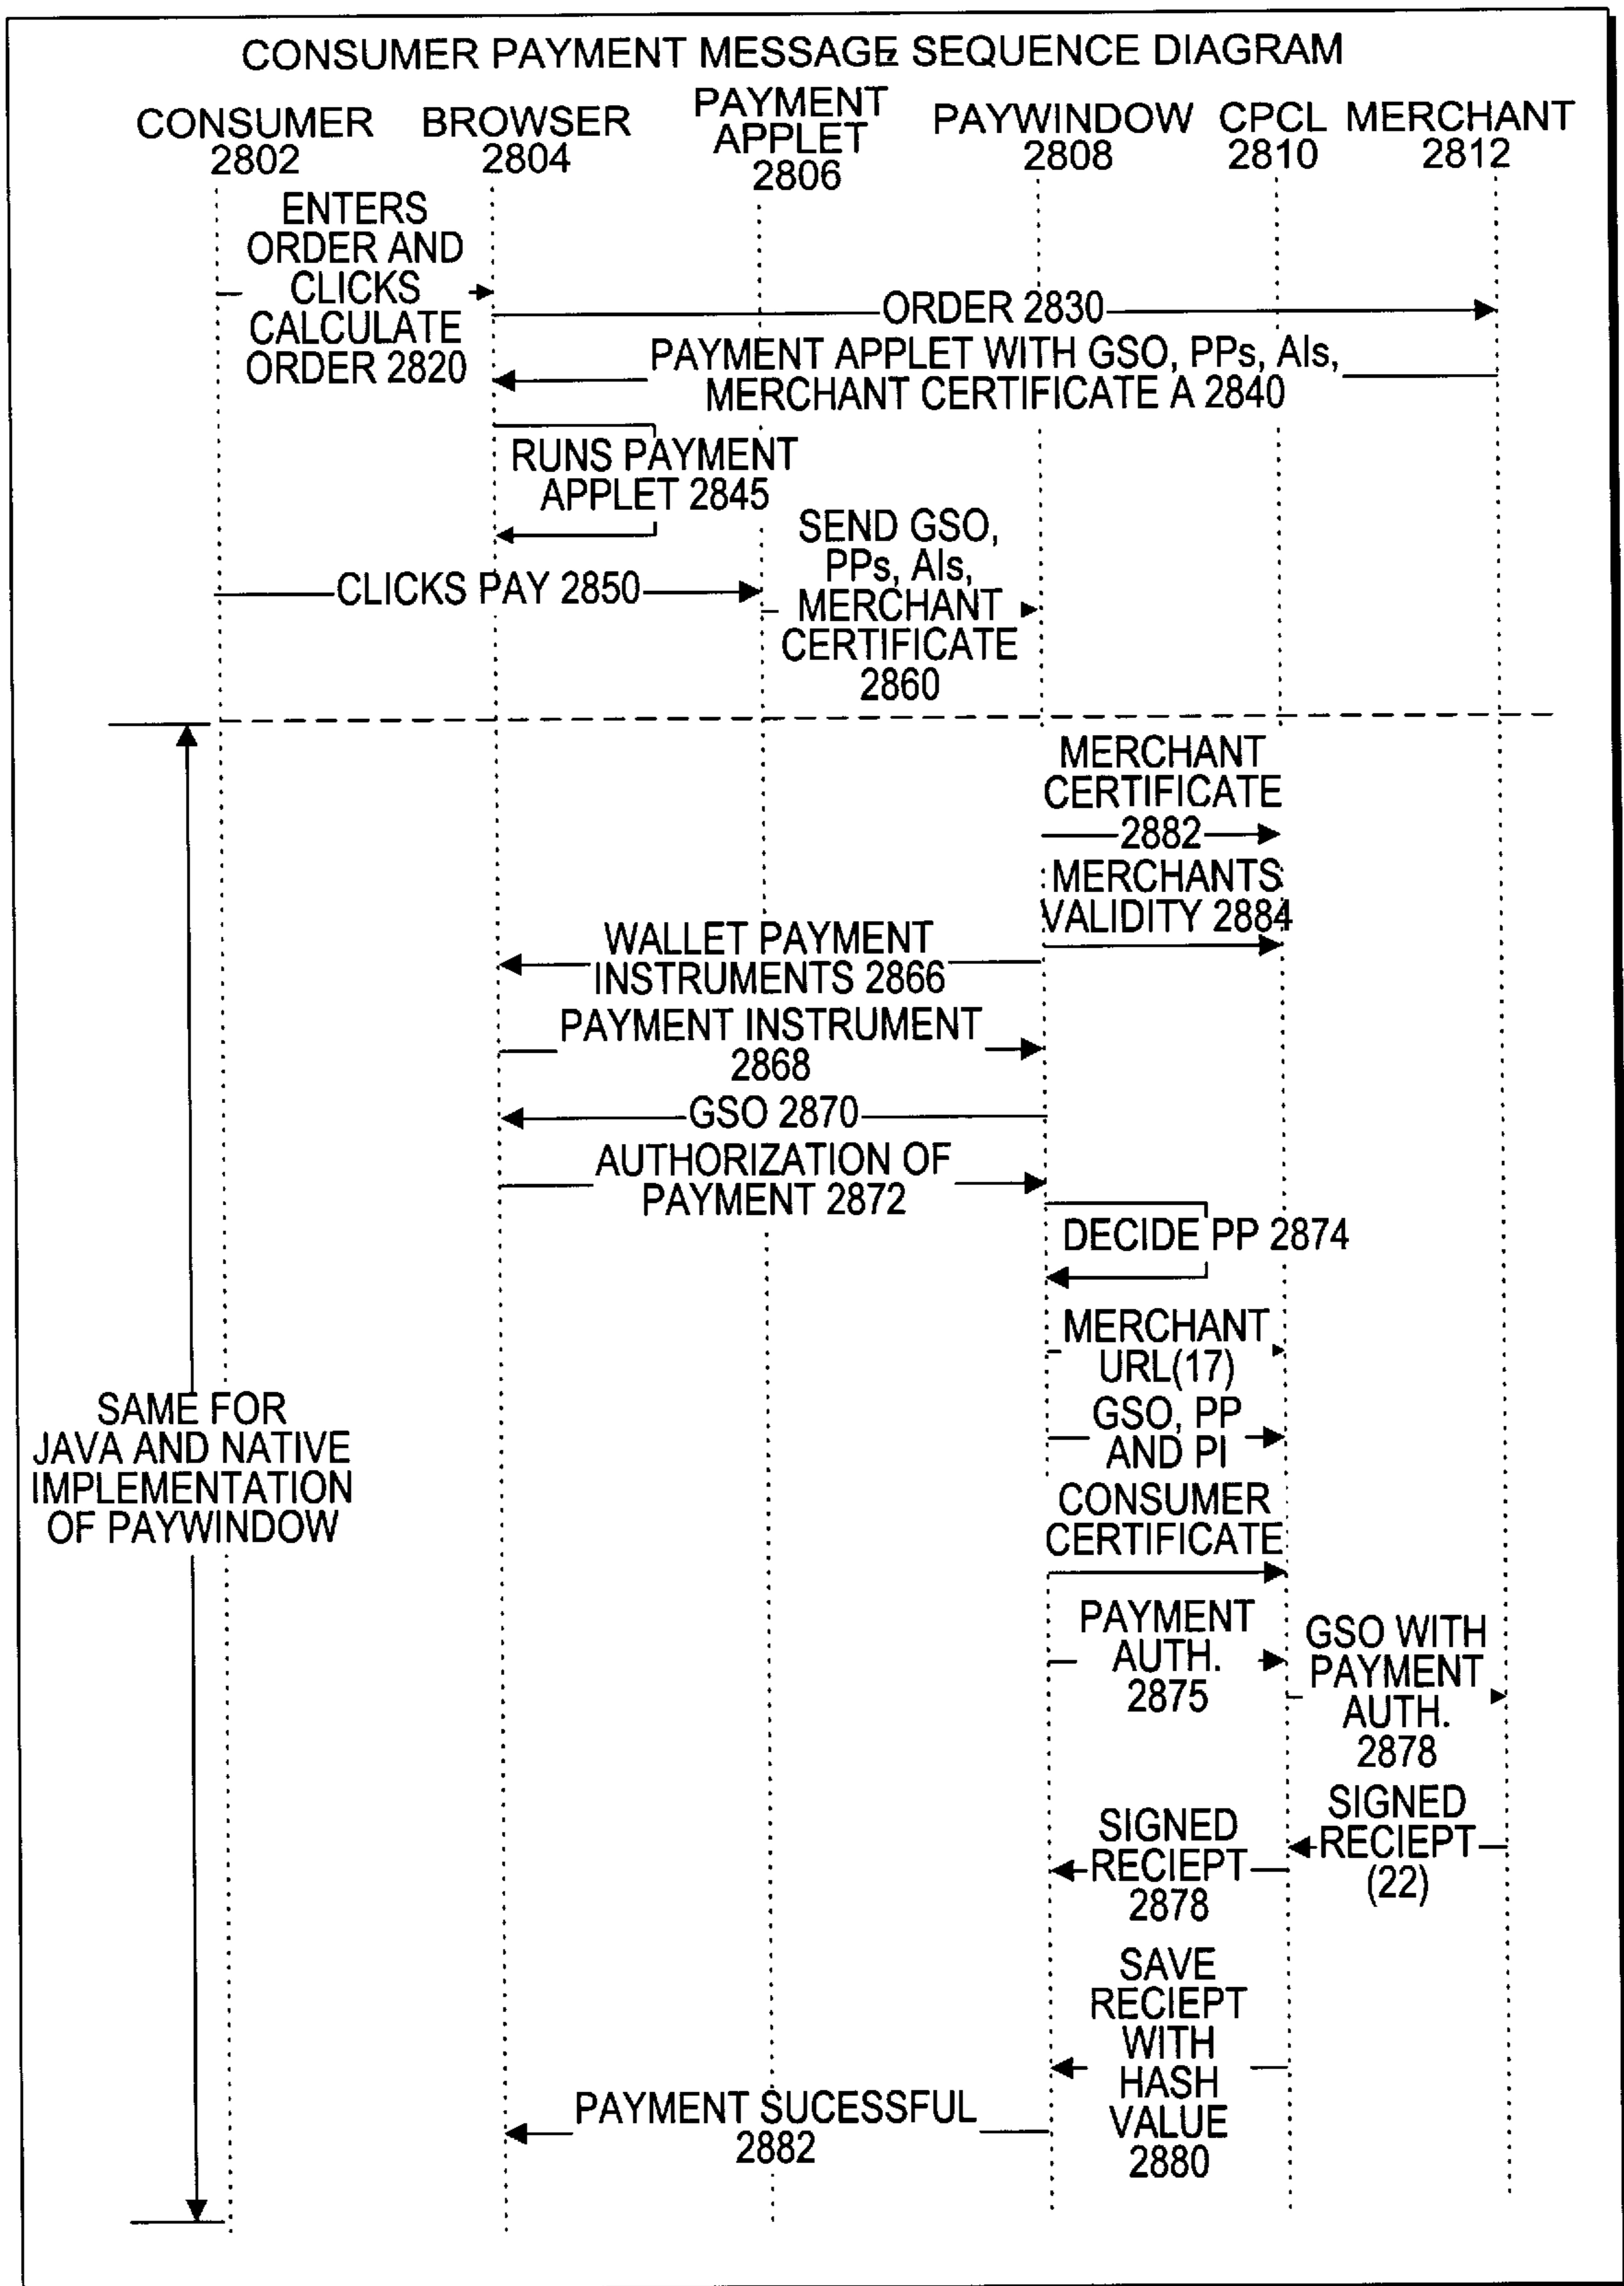 CONSUMER PAYMENT MESSAGE SEQUENCE DIAGRAM
CONSUMER
2802
BROWSER
2804
PAYMENT
APPLET
2806
PAYWINDOW
2808
CPCL
2810
MERCHANT
2812
ENTERS
ORDER AND
CLICKS
CALCULATE
ORDER 2820
ORDER 2830
PAYMENT APPLET WITH GSO, PPs, AIs,
MERCHANT CERTIFICATE A 2840
RUNS PAYMENT
APPLET 2845
CLICKS PAY 2850
SEND GSO,
PPs, AIs,
MERCHANT
CERTIFICATE
2860
MERCHANT
CERTIFICATE
2882
MERCHANTS
VALIDITY 2884
WALLET PAYMENT
INSTRUMENTS 2866
PAYMENT INSTRUMENT
2868
GSO 2870
AUTHORIZATION OF
PAYMENT 2872
DECIDE PP 2874
MERCHANT
URL(17)
GSO, PP
AND PI
SAME FOR
JAVA AND NATIVE
IMPLEMENTATION
OF PAYWINDOW
CONSUMER
CERTIFICATE
PAYMENT
AUTH.
2875
GSO WITH
PAYMENT
AUTH.
2878
SIGNED
RECIEPT
(22)
SIGNED
RECIEPT
2878
SAVE
RECIEPT
WITH
HASH
VALUE
2880
PAYMENT SUCESSFUL
2882